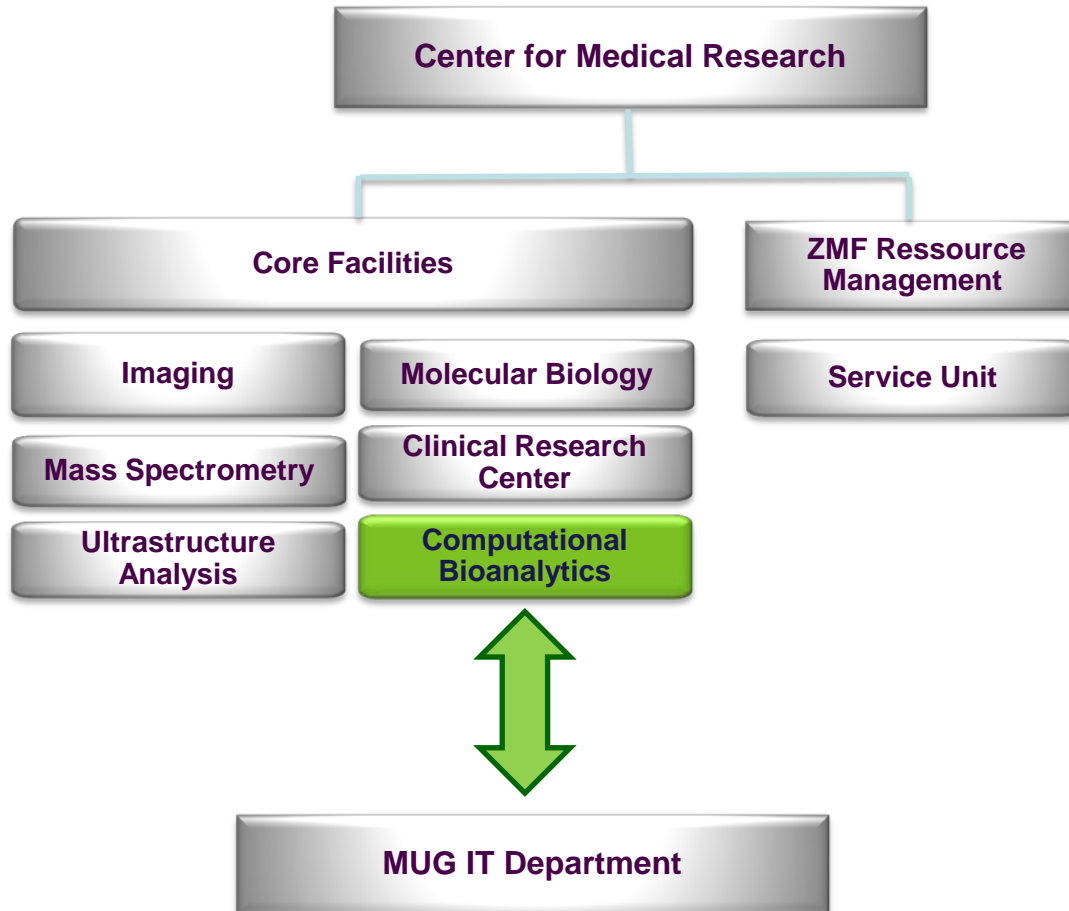 Center for Medical Research
Core Facilities
ZMF Ressource
Management
Imaging
Molecular Biology
Service Unit
Mass Spectrometry
Clinical Research
Center
Ultrastructure
Analysis
Computational
Bioanalytics
MUG IT Department